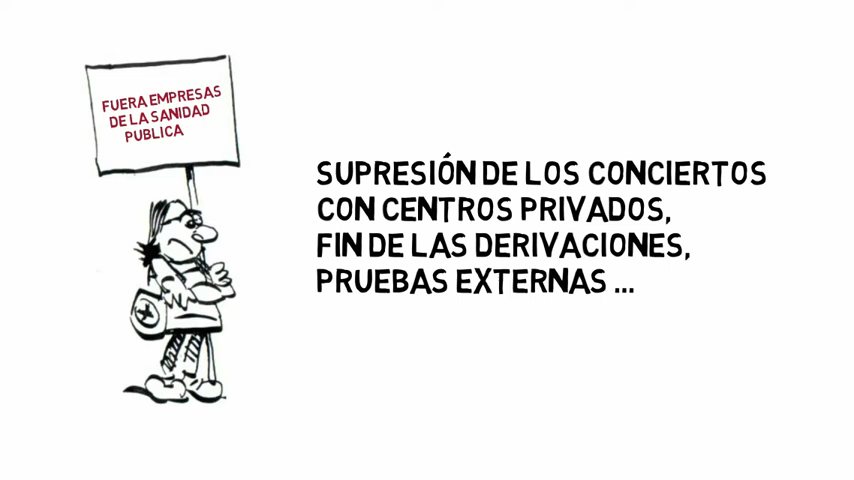 FUERA EMPRESAS
DE LA SANIDAD
PUBLICA
SUPRESIÓN DE LOS CONCIERTOS
CON CENTROS PRIVADOS,
FIN DE LAS DERIVACIONES,
PRUEBAS EXTERNAS ...